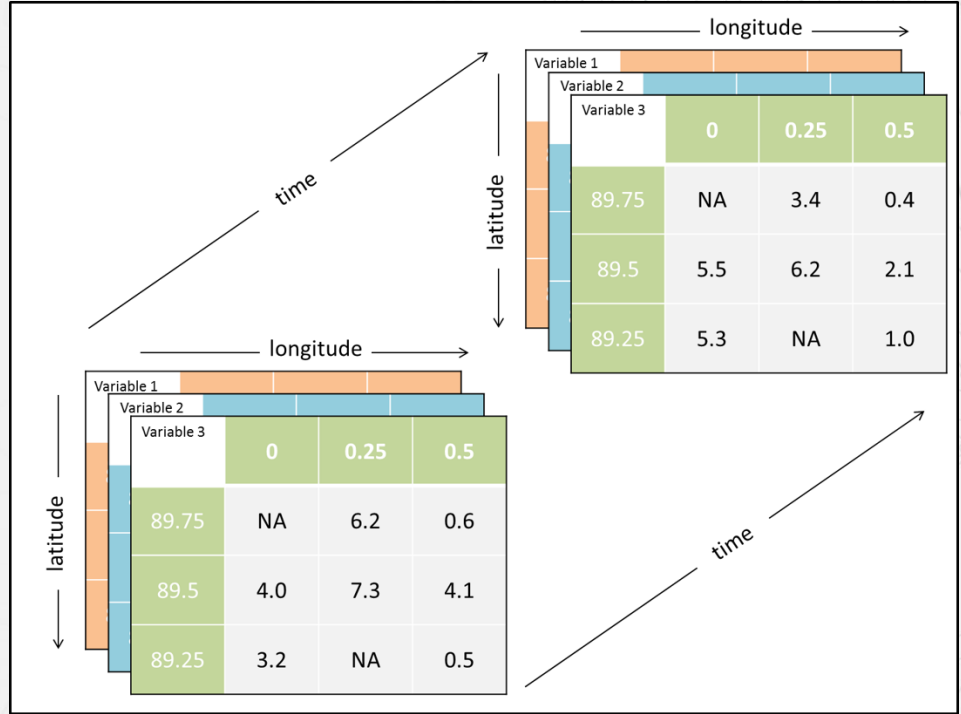 longitude
Variable 1
Variable 2
Variable 3
0 0.25 0.5
89.75 NA 3.4 0.4
89.5 5.5 6.2 2.1
89.25 5.3 NA 1.0
latitude
time
longitude
Variable 1
Variable 2
Variable 3
0 0.25 0.5
89.75 NA 6.2 0.6
89.5 4.0 7.3 4.1
89.25 3.2 NA 0.5
latitude
time